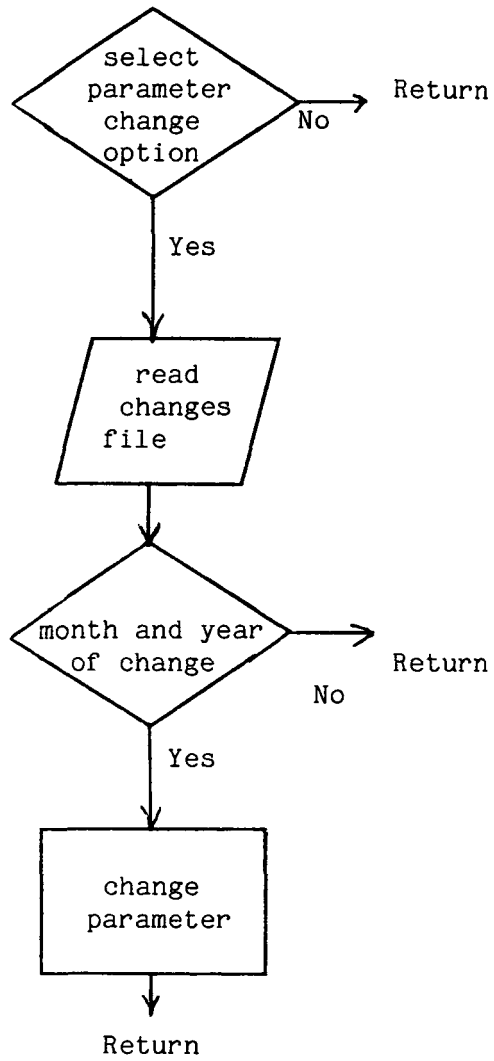 select
parameter
change
option
Return
No
Yes
read
changes
file
month and year
of change
Return
No
Yes
change
parameter
Return